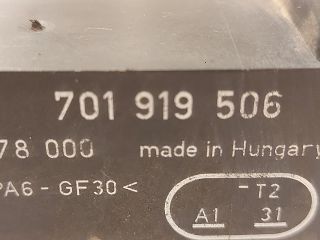 701 919 506
78 000 made in Hungary
PA6-GF30<
-T2
A1 31